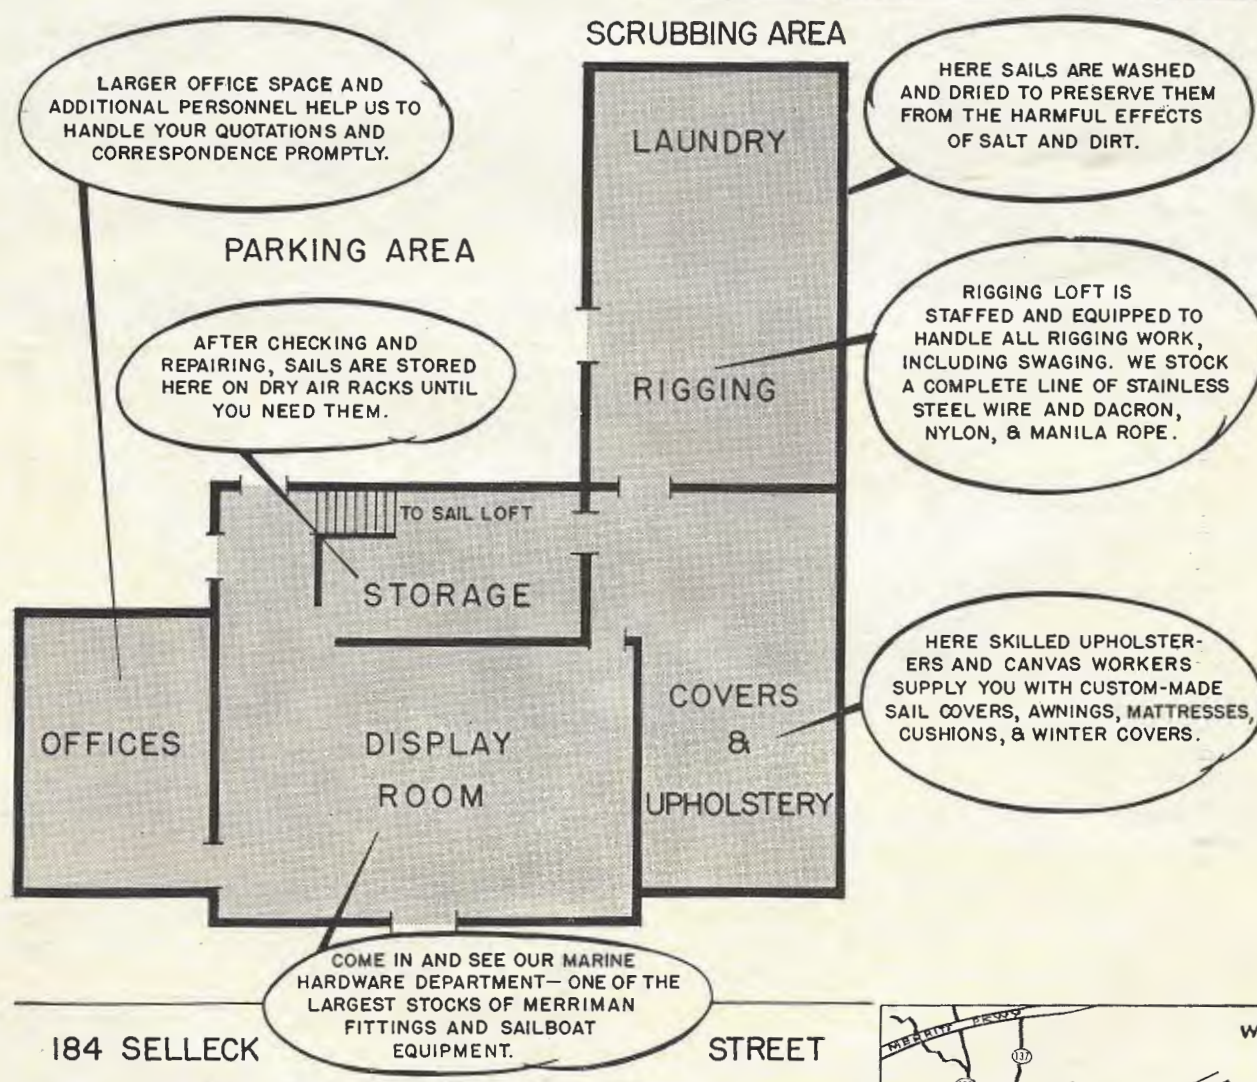 SCRUBBING AREA
LARGER OFFICE SPACE AND
ADDITIONAL PERSONNEL HELP US TO
HANDLE YOUR QUOTATIONS AND
CORRESPONDENCE PROMPTLY.
HERE SAILS ARE WASHED
AND DRIED TO PRESERVE THEM
FROM THE HARMFUL EFFECTS
OF SALT AND DIRT.
LAUNDRY
PARKING AREA
RIGGING LOFT IS
STAFFED AND EQUIPPED TO
HANDLE ALL RIGGING WORK,
INCLUDING SWAGING. WE STOCK
A COMPLETE LINE OF STAINLESS
STEEL WIRE AND DACRON,
NYLON, & MANILA ROPE.
AFTER CHECKING AND
REPAIRING, SAILS ARE STORED
HERE ON DRY AIR RACKS UNTIL
YOU NEED THEM.
RIGGING
TO SAIL LOFT
STORAGE
HERE SKILLED UPHOLSTER-
ERS AND CANVAS WORKERS
SUPPLY YOU WITH CUSTOM-MADE
SAIL COVERS, AWNINGS, MATTRESSES,
CUSHIONS, & WINTER COVERS.
OFFICES
DISPLAY
ROOM
COVERS
&
UPHOLSTERY
COME IN AND SEE OUR MARINE
HARDWARE DEPARTMENT— ONE OF THE
LARGEST STOCKS OF MERRIMAN
FITTINGS AND SAILBOAT
EQUIPMENT.
184 SELLECK STREET
MERRITT PKWY
W
137